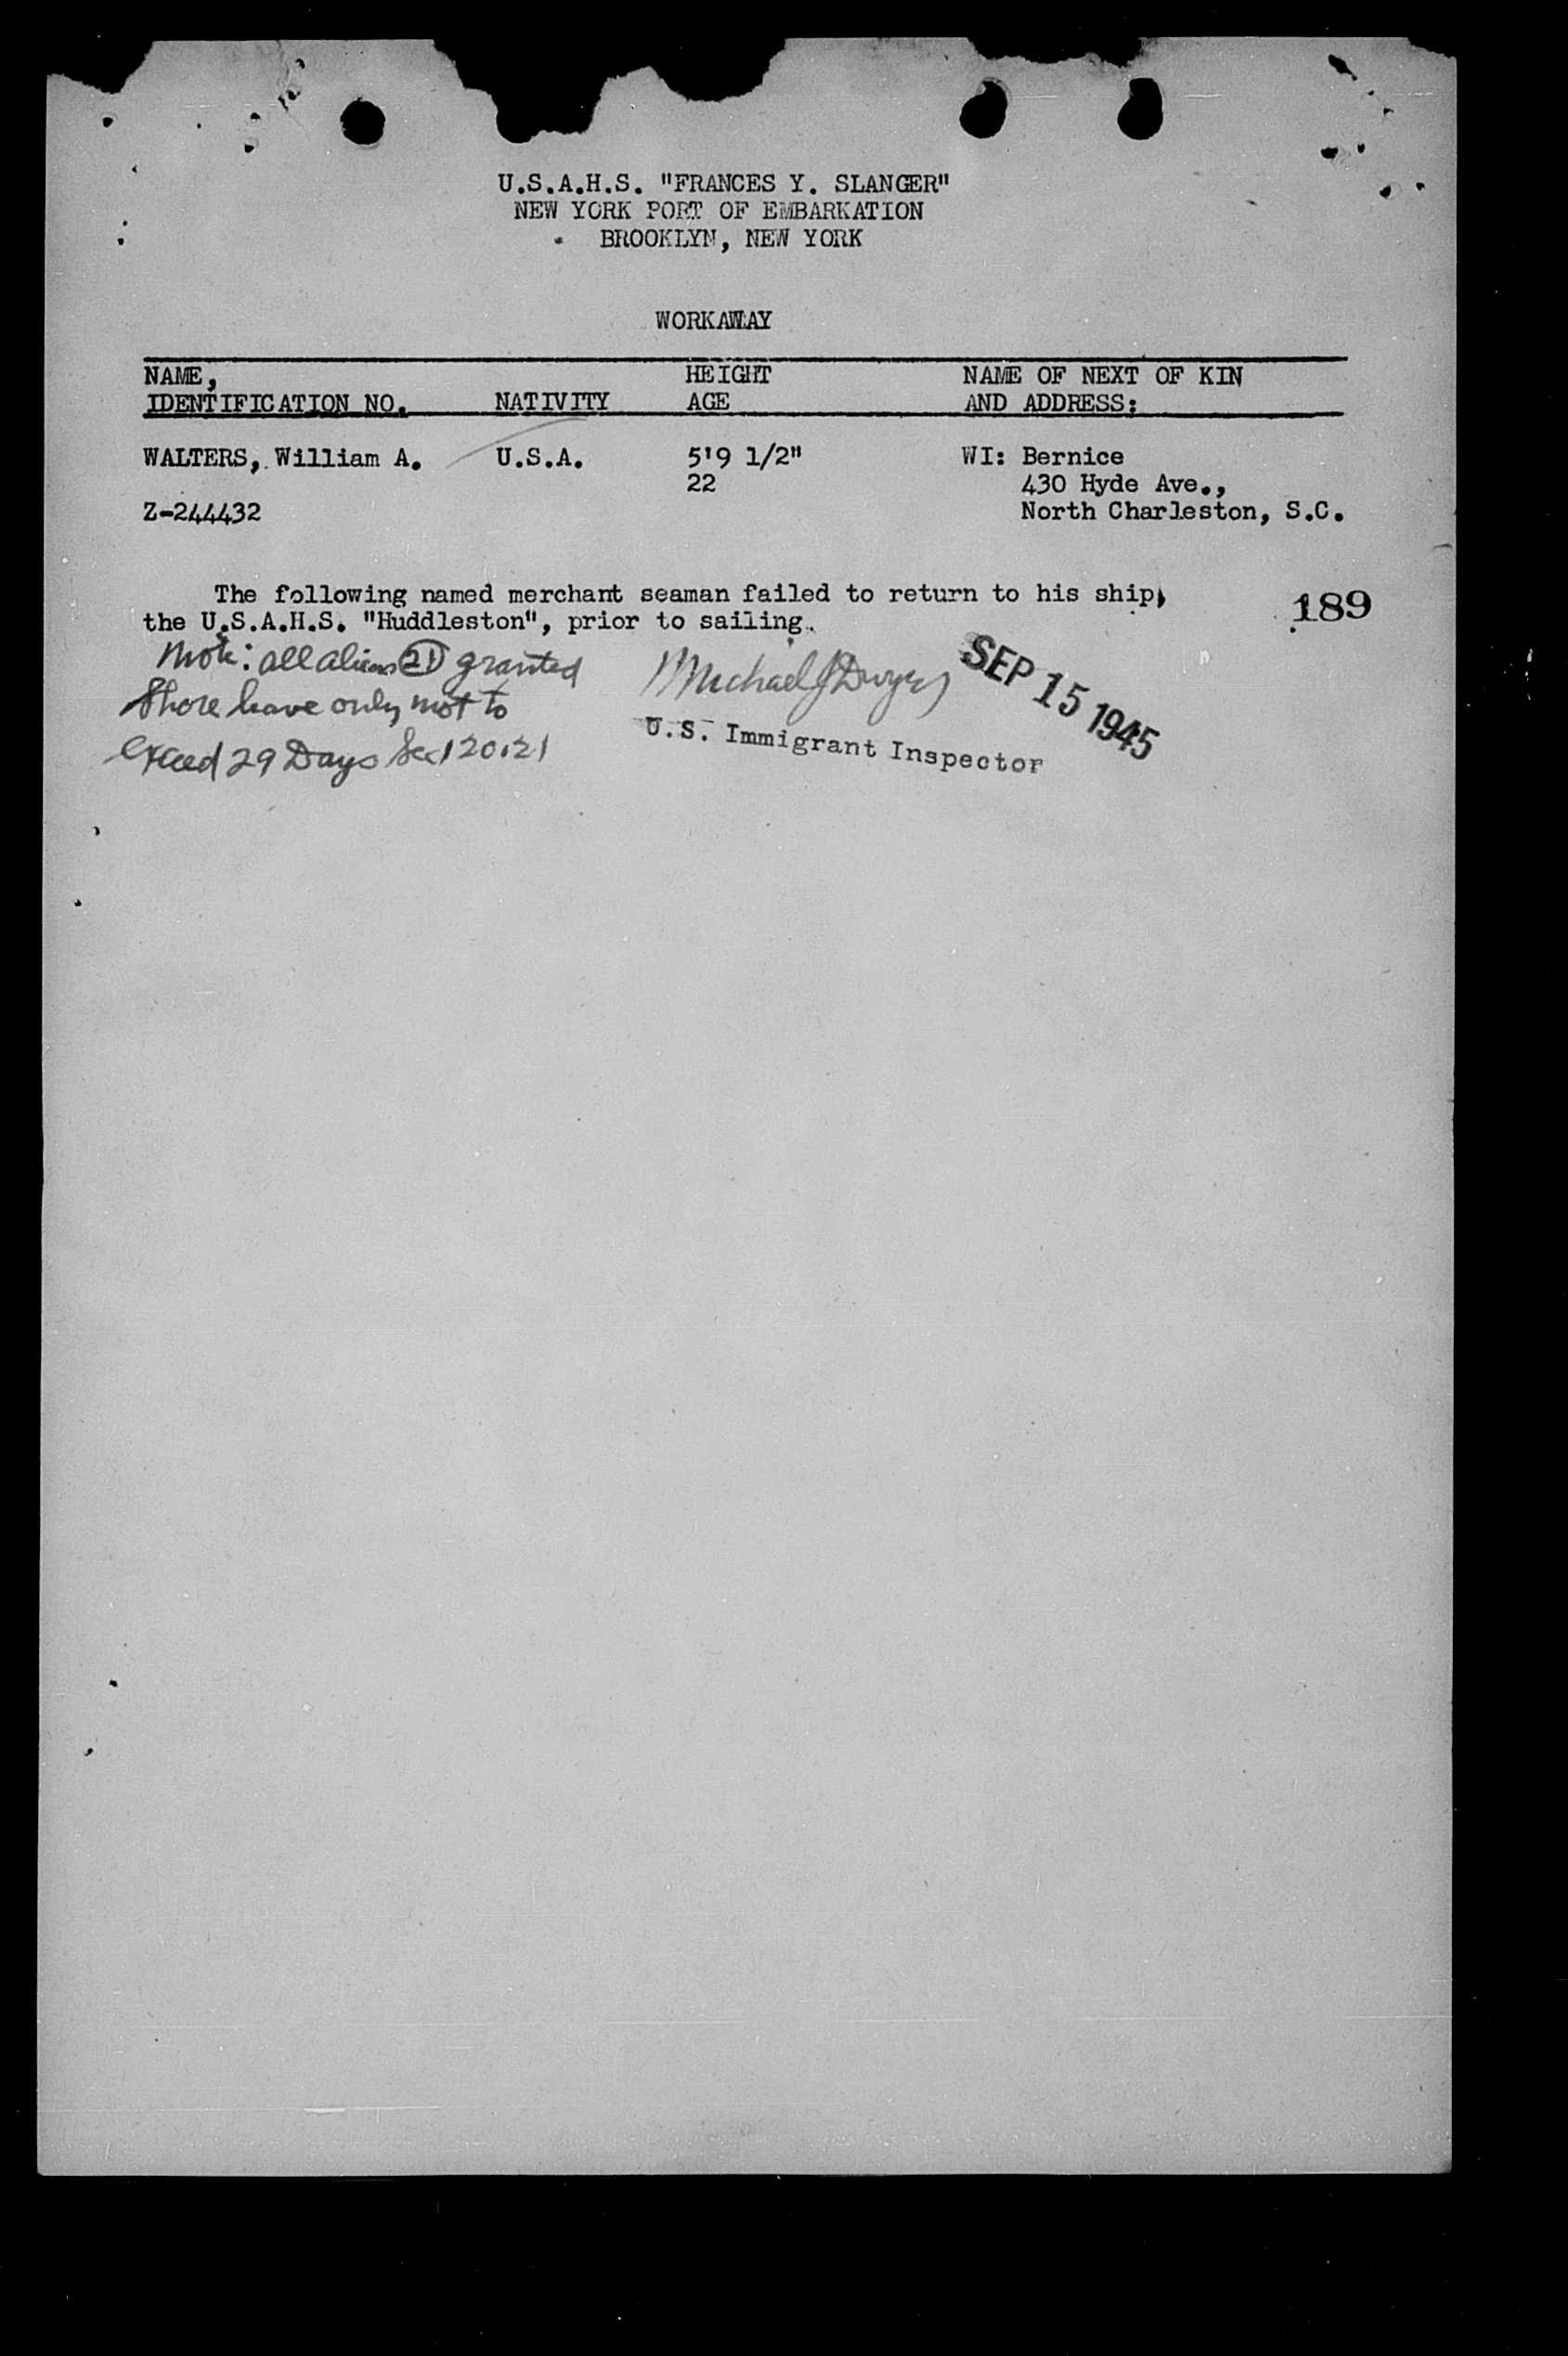 U.S.A.H.S. "FRANCES Y. SLANGER"
NEW YORK PORT OF EMBARKATION
BROOKLYN, NEW YORK
WORKAWAY
NAME, HEIGHT NAME OF NEXT OF KIN
IDENTIFICATION NO. NATIVITY AGE AND ADDRESS:
WALTERS, William A. U.S.A. 5'9 1/2" WI: Bernice
22 430 Hyde Ave.,
Z-244432 North Charleston, S.C.
The following named merchant seaman failed to return to his ship,
the U.S.A.H.S. "Huddleston", prior to sailing.
189
Note: all aliens 21 granted
Shore leave only not to
exceed 29 Days Sec 120.21
Michael J Dwyer
U.S. Immigrant Inspector
SEP 15 1945